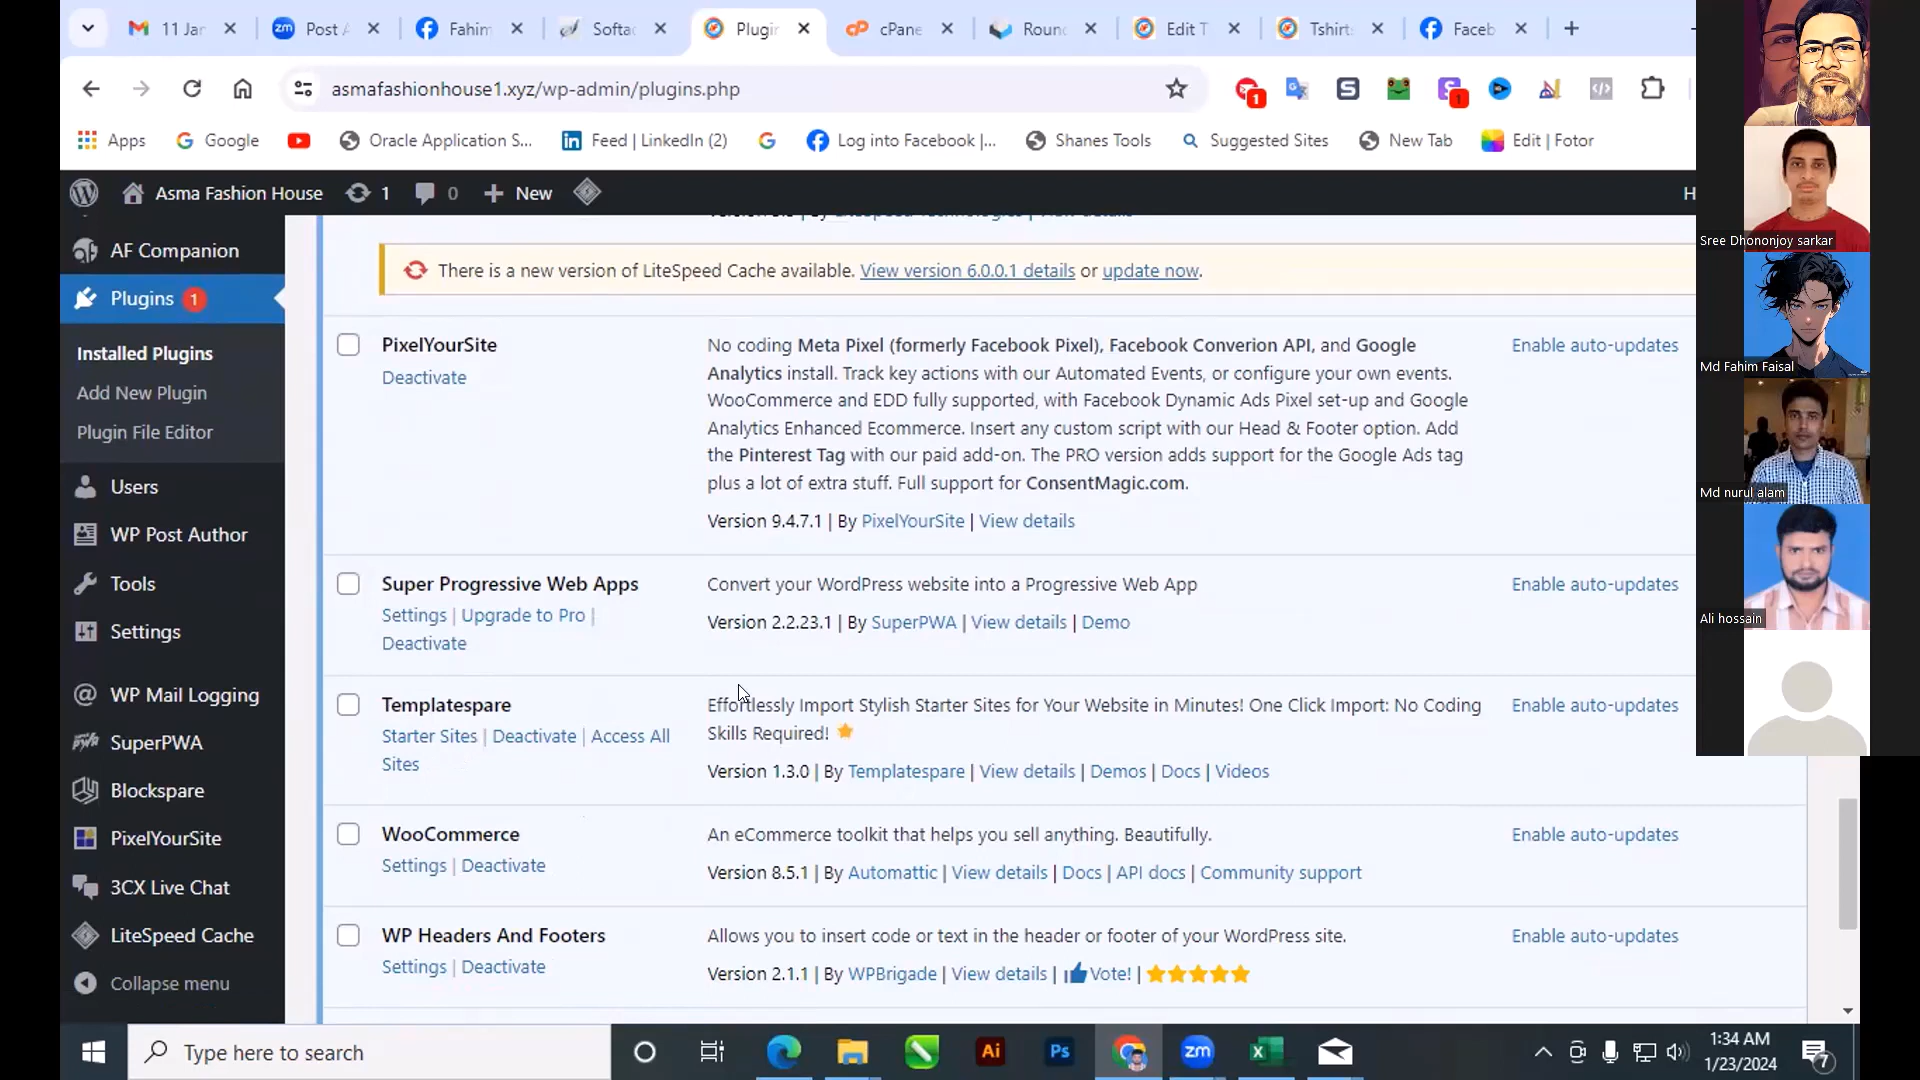 11 Jar
Post A
Fahim
Softac
Plugin
cPane
Roun
Edit T
Tshirt
Faceb
asmafashionhouse1.xyz/wp-admin/plugins.php
1
1
Apps
Google
Oracle Application S...
Feed | LinkedIn (2)
Log into Facebook |...
Shanes Tools
Suggested Sites
New Tab
Edit | Fotor
Asma Fashion House
1
0
New
H
AF Companion
Plugins 1
Installed Plugins
Add New Plugin
Plugin File Editor
Users
WP Post Author
Tools
Settings
WP Mail Logging
SuperPWA
Blockspare
PixelYourSite
3CX Live Chat
LiteSpeed Cache
Collapse menu
There is a new version of LiteSpeed Cache available. View version 6.0.0.1 details or update now.
PixelYourSite
Deactivate
No coding Meta Pixel (formerly Facebook Pixel), Facebook Converion API, and Google
Analytics install. Track key actions with our Automated Events, or configure your own events.
WooCommerce and EDD fully supported, with Facebook Dynamic Ads Pixel set-up and Google
Analytics Enhanced Ecommerce. Insert any custom script with our Head & Footer option. Add
the Pinterest Tag with our paid add-on. The PRO version adds support for the Google Ads tag
plus a lot of extra stuff. Full support for ConsentMagic.com.
Version 9.4.7.1 | By PixelYourSite | View details
Enable auto-updates
Super Progressive Web Apps
Settings | Upgrade to Pro |
Deactivate
Convert your WordPress website into a Progressive Web App
Version 2.2.23.1 | By SuperPWA | View details | Demo
Enable auto-updates
Templatespare
Starter Sites | Deactivate | Access All
Sites
Effortlessly Import Stylish Starter Sites for Your Website in Minutes! One Click Import: No Coding
Skills Required!
Version 1.3.0 | By Templatespare | View details | Demos | Docs | Videos
Enable auto-updates
WooCommerce
Settings | Deactivate
An eCommerce toolkit that helps you sell anything. Beautifully.
Version 8.5.1 | By Automattic | View details | Docs | API docs | Community support
Enable auto-updates
WP Headers And Footers
Settings | Deactivate
Allows you to insert code or text in the header or footer of your WordPress site.
Version 2.1.1 | By WPBrigade | View details | Vote! |
Enable auto-updates
Sree Dhononjoy sarkar
Md Fahim Faisal
Md nurul alam
Ali hossain
Type here to search
1:34 AM
1/23/2024
7